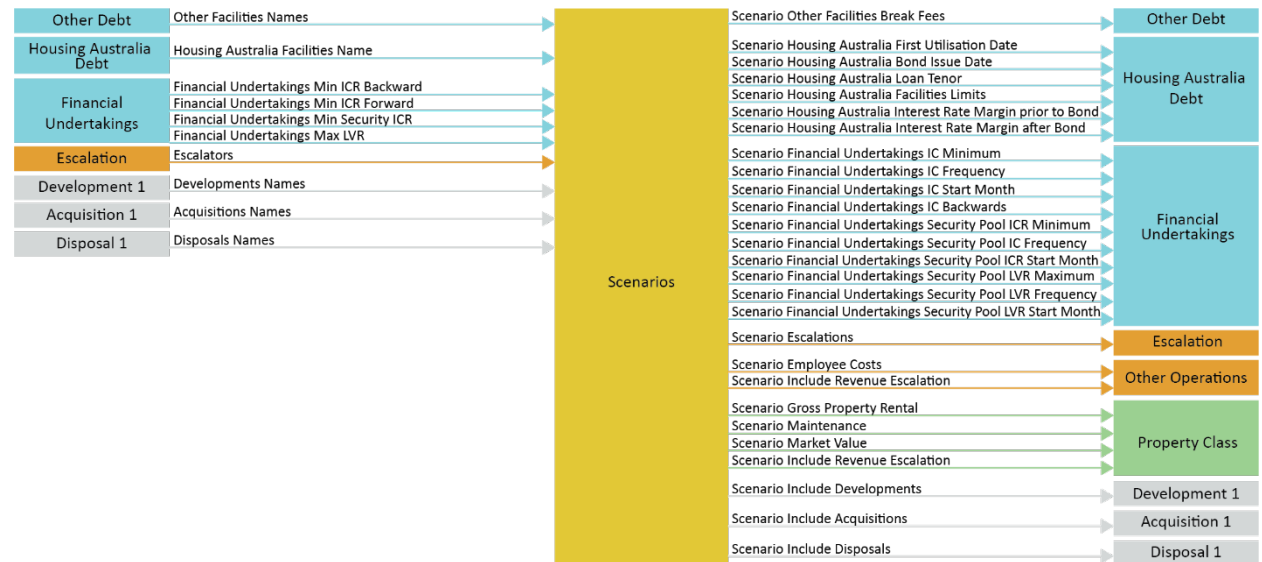 Other Debt
Other Facilities Names
Housing Australia
Debt
Housing Australia Facilities Name
Financial
Undertakings
Financial Undertakings Min ICR Backward
Financial Undertakings Min ICR Forward
Financial Undertakings Min Security ICR
Financial Undertakings Max LVR
Escalation
Escalators
Development 1
Developments Names
Acquisition 1
Acquisitions Names
Disposal 1
Disposals Names
Scenarios
Scenario Other Facilities Break Fees
Other Debt
Scenario Housing Australia First Utilisation Date
Scenario Housing Australia Bond Issue Date
Scenario Housing Australia Loan Tenor
Scenario Housing Australia Facilities Limits
Scenario Housing Australia Interest Rate Margin prior to Bond
Scenario Housing Australia Interest Rate Margin after Bond
Housing Australia
Debt
Scenario Financial Undertakings IC Minimum
Scenario Financial Undertakings IC Frequency
Scenario Financial Undertakings IC Start Month
Scenario Financial Undertakings IC Backwards
Scenario Financial Undertakings Security Pool ICR Minimum
Scenario Financial Undertakings Security Pool IC Frequency
Scenario Financial Undertakings Security Pool ICR Start Month
Scenario Financial Undertakings Security Pool LVR Maximum
Scenario Financial Undertakings Security Pool LVR Frequency
Scenario Financial Undertakings Security Pool LVR Start Month
Financial
Undertakings
Scenario Escalations
Escalation
Scenario Employee Costs
Scenario Include Revenue Escalation
Other Operations
Scenario Gross Property Rental
Scenario Maintenance
Scenario Market Value
Scenario Include Revenue Escalation
Property Class
Scenario Include Developments
Development 1
Scenario Include Acquisitions
Acquisition 1
Scenario Include Disposals
Disposal 1